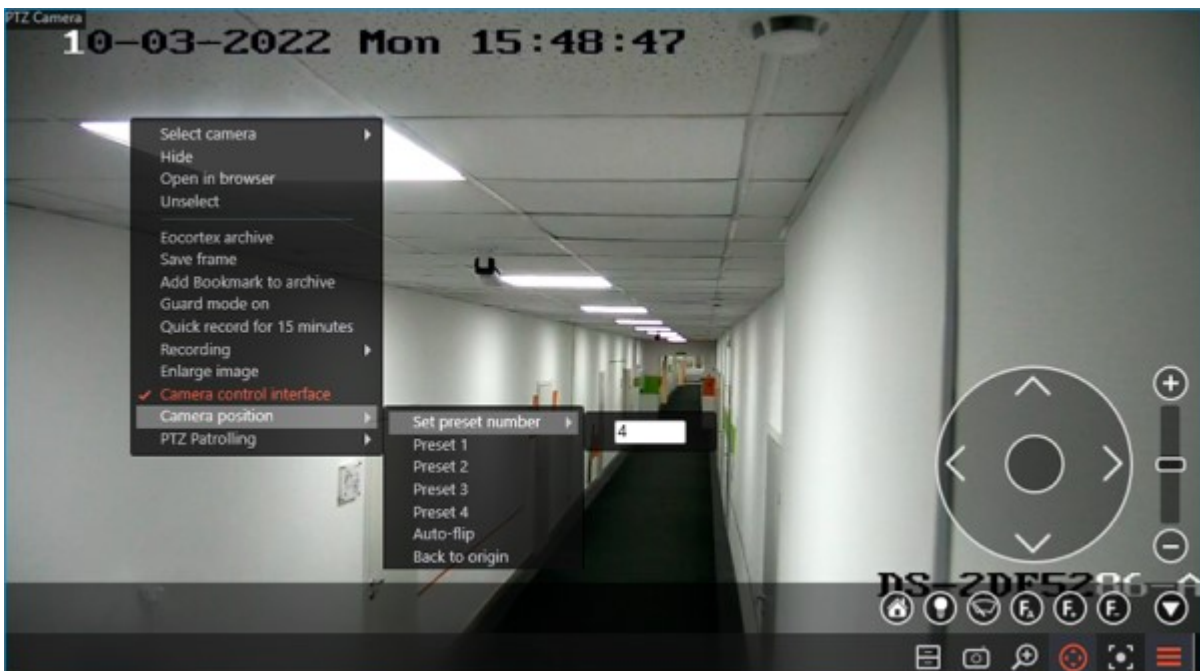 PTZ Camera
10-03-2022 Mon 15:48:47
Select camera
Hide
Open in browser
Unselect
Eocortex archive
Save frame
Add Bookmark to archive
Guard mode on
Quick record for 15 minutes
Recording
Enlarge image
Camera control interface
Camera position
PTZ Patrolling
Set preset number
4
Preset 1
Preset 2
Preset 3
Preset 4
Auto-flip
Back to origin
DS-2DF5286-A
FA F+ F-